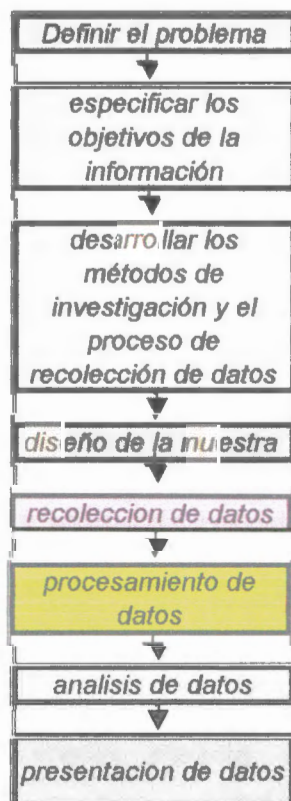 Definir el problema
especificar los
objetivos de la
información
desarrollar los
métodos de
investigación y el
proceso de
recolección de datos
diseño de la nuestra
recoleccion de datos
procesamiento de
datos
analisis de datos
presentacion de datos